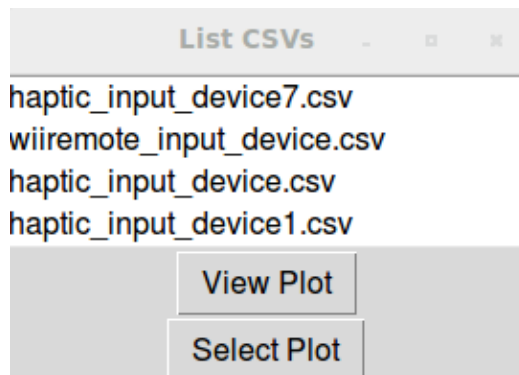 List CSVs
haptic_input_device7.csv
wiiremote_input_device.csv
haptic_input_device.csv
haptic_input_device1.csv
View Plot
Select Plot